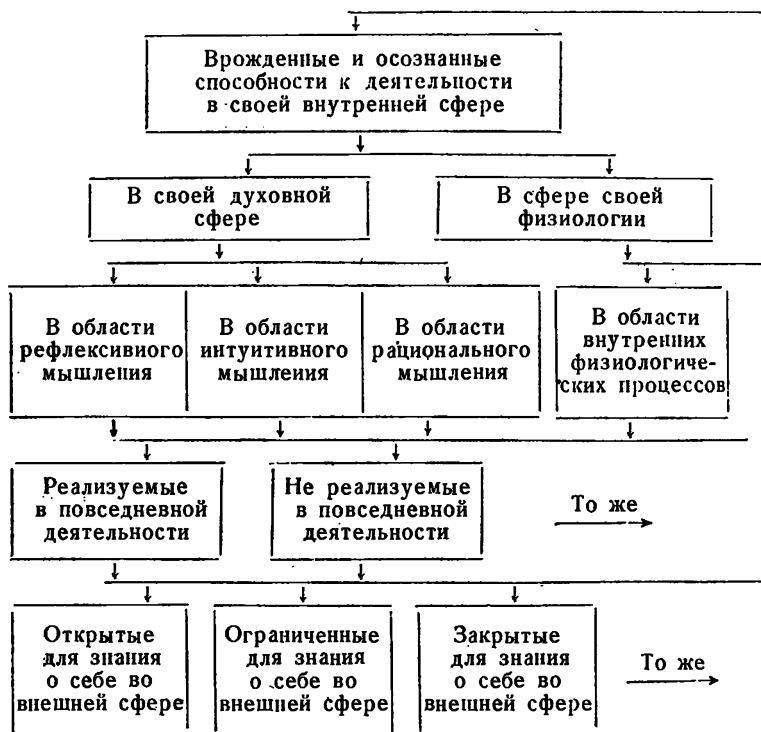 Врожденные и осознанные
способности к деятельности
в своей внутренней сфере
В своей духовной
сфере
В сфере своей
физиологии
В области
рефлексивного
мышления
В области
интуитивного
мышления
В области
рационального
мышления
В области
внутренних
физиологиче-
ских процессов
Реализуемые
в повседневной
деятельности
Не реализуемые
в повседневной
деятельности
То же
Открытые
для знания
о себе во
внешней сфере
Ограниченные
для знания
о себе во
внешней сфере
Закрытые
для знания
о себе во
внешней сфере
То же